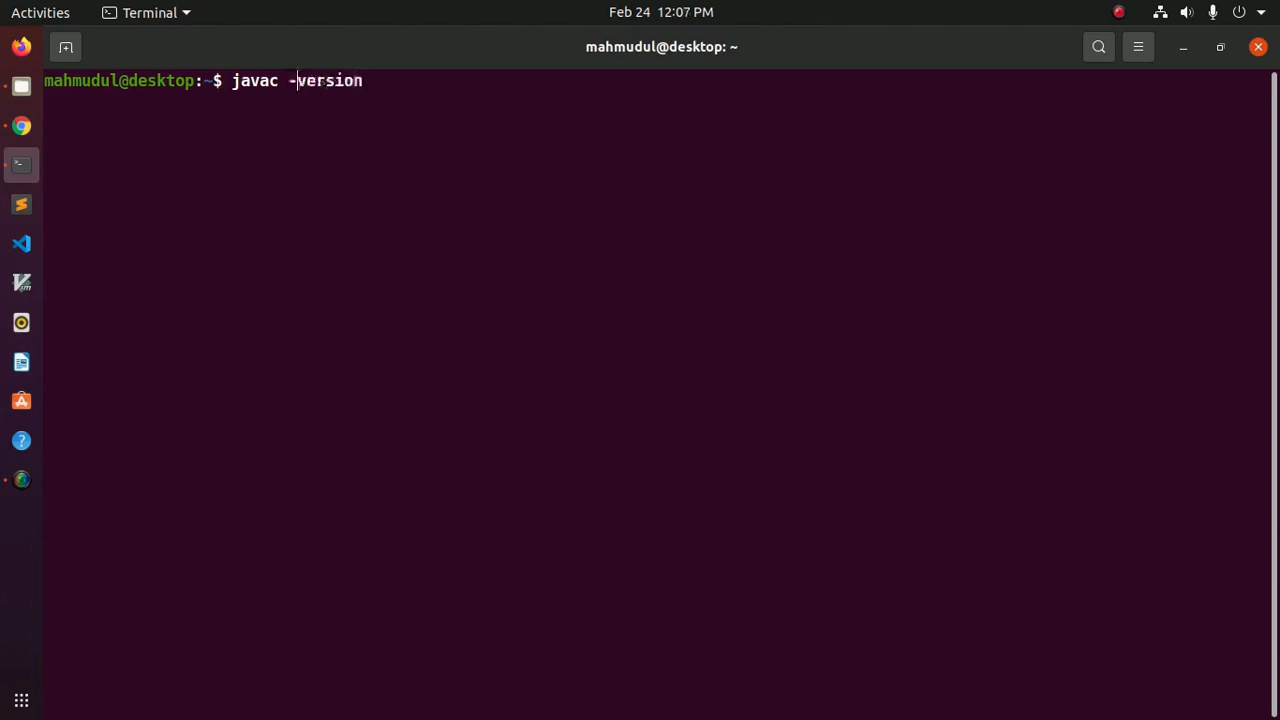 Activities
Terminal
Feb 24 12:07 PM
mahmudul@desktop: ~
mahmudul@desktop:~$ javac -version